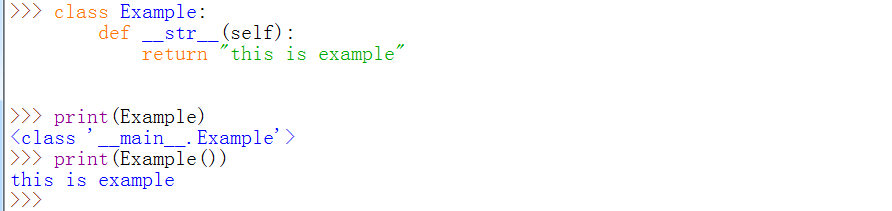 >>> class Example:
        def __str__(self):
            return "this is example"
>>> print(Example)
<class '__main__.Example'>
>>> print(Example())
this is example
>>>